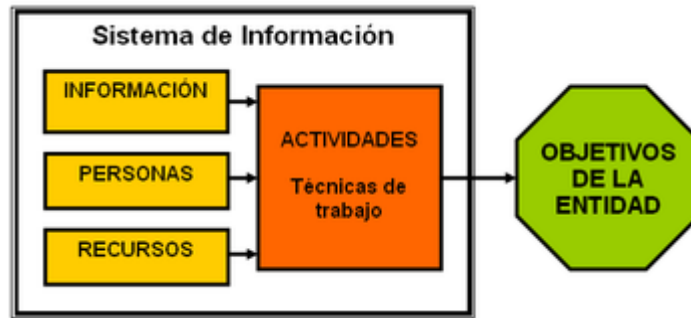 Sistema de Información
INFORMACIÓN
PERSONAS
RECURSOS
ACTIVIDADES
Técnicas de
trabajo
OBJETIVOS
DE LA
ENTIDAD